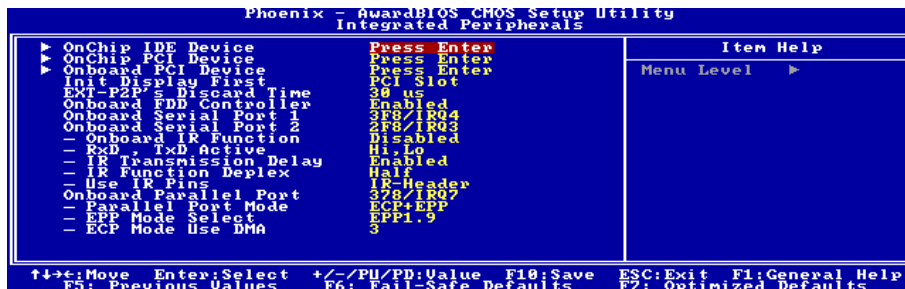 Phoenix - AwardBIOS CMOS Setup Utility
Integrated Peripherals
► OnChip IDE Device Press Enter Item Help
► OnChip PCI Device Press Enter
► Onboard PCI Device Press Enter Menu Level ►
Init Display First PCI Slot
EXT-P2P's Discard Time 30 us
Onboard FDD Controller Enabled
Onboard Serial Port 1 3F8/IRQ4
Onboard Serial Port 2 2F8/IRQ3
- Onboard IR Function Disabled
- RxD , TxD Active Hi,Lo
- IR Transmission Delay Enabled
- IR Function Deplex Half
- Use IR Pins IR-Header
Onboard Parallel Port 378/IRQ7
- Parallel Port Mode ECP+EPP
- EPP Mode Select EPP1.9
- ECP Mode Use DMA 3
↑↓→←:Move Enter:Select +/-/PU/PD:Value F10:Save ESC:Exit F1:General Help
F5: Previous Values F6: Fail-Safe Defaults F7: Optimized Defaults